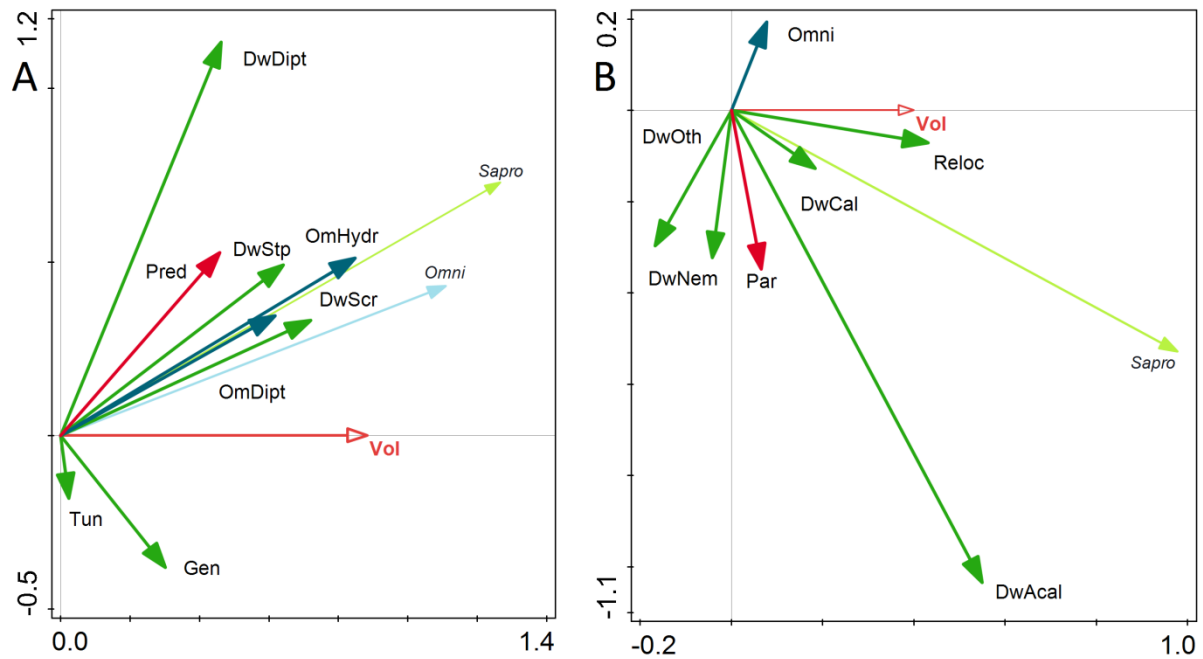 A
1.2
DwDipt
Sapro
DwStp
OmHydr
Pred
Omni
DwScr
OmDipt
Vol
Tun
Gen
-0.5
0.0
1.4
B
0.2
Omni
Vol
DwOth
Reloc
DwCal
DwNem
Par
Sapro
DwAcal
-1.1
-0.2
1.0